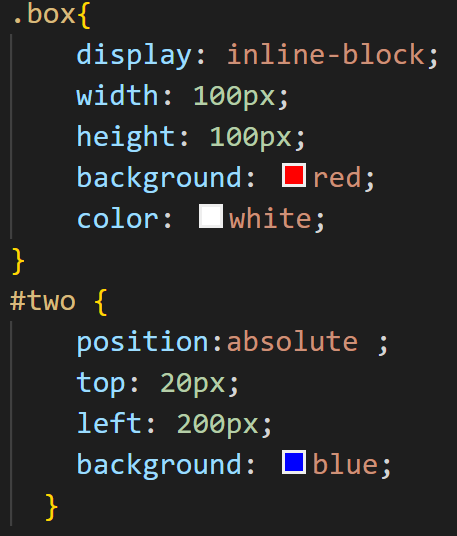 .box{
    display: inline-block;
    width: 100px;
    height: 100px;
    background: red;
    color: white;
}
#two {
    position:absolute ;
    top: 20px;
    left: 200px;
    background: blue;
  }